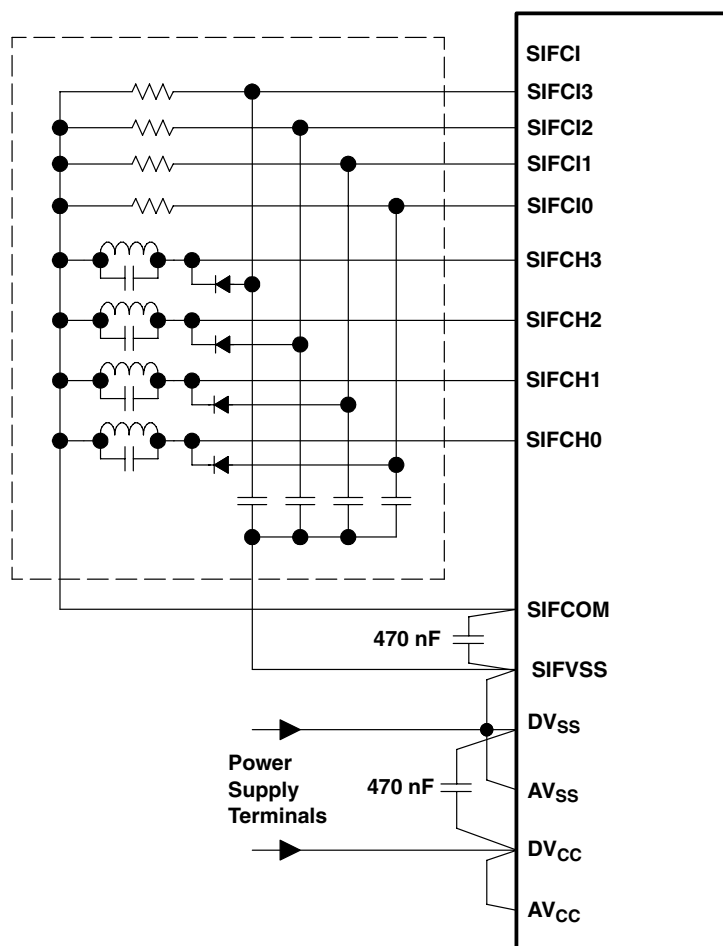 SIFCI
SIFCI3
SIFCI2
SIFCI1
SIFCI0
SIFCH3
SIFCH2
SIFCH1
SIFCH0
SIFCOM
470 nF
SIFVSS
DVSS
Power
Supply
Terminals
470 nF
AVSS
DVCC
AVCC